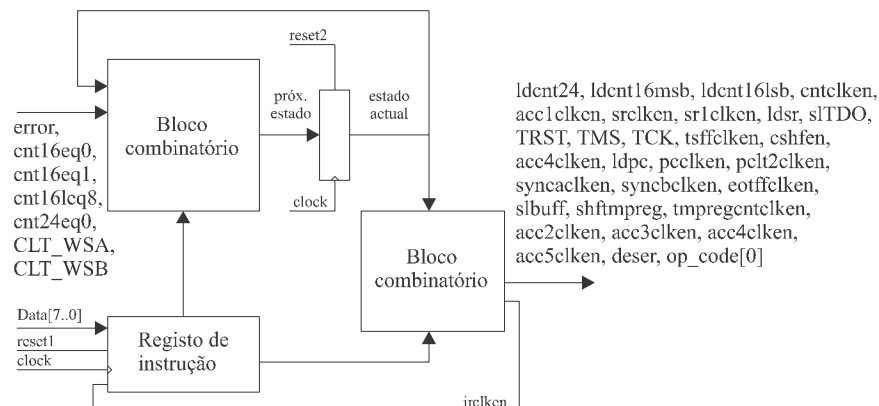 reset2
próx.
estado
estado
actual
Bloco
combinatório
error,
cnt16eq0,
cnt16eq1,
cnt16lcq8,
cnt24eq0,
CLT_WSA,
CLT_WSB
clock
ldcnt24, ldcnt16msb, ldcnt16lsb, cntclken,
acc1clken, srclken, sr1clken, ldsr, slTDO,
TRST, TMS, TCK, tsffclken, cshfen,
acc4clken, ldpc, pcclken, pclt2clken,
syncaclken, syncbclken, eotffclken,
slbuff, shftmpreg, tmpregcntclken,
acc2clken, acc3clken, acc4clken,
acc5clken, deser, op_code[0]
Bloco
combinatório
Data[7..0]
reset1
clock
Registo de
instrução
irclken